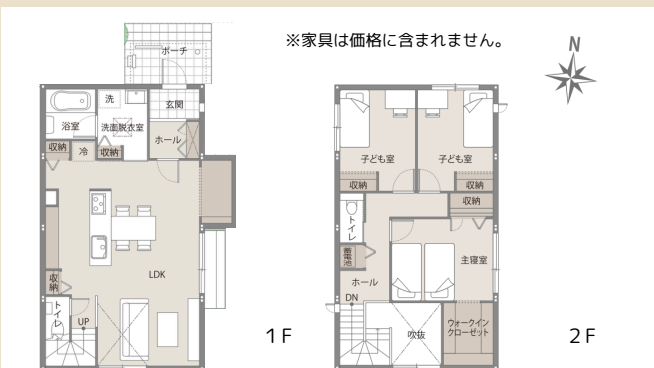 ※家具は価格に含まれません。
N
ポーチ
洗
玄関
浴室
洗面脱衣室
ホール
収納
冷
収納
LDK
収納
トイレ
UP
1F
子ども室
子ども室
収納
収納
収納
トイレ
蓄電池
主寝室
ホール
DN
吹抜
ウォークイン
クローゼット
2F